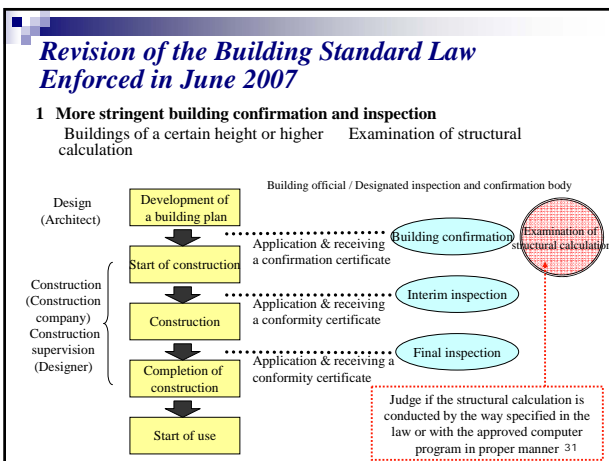 Revision of the Building Standard Law
Enforced in June 2007
1 More stringent building confirmation and inspection
Buildings of a certain height or higher Examination of structural
calculation
Building official / Designated inspection and confirmation body
Design
(Architect)
Development of
a building plan
Application & receiving
a confirmation certificate
Building confirmation
Examination of
structural calculation
Start of construction
Construction
(Construction
company)
Construction
supervision
(Designer)
Application & receiving
a conformity certificate
Interim inspection
Construction
Application & receiving a
conformity certificate
Final inspection
Completion of
construction
Start of use
Judge if the structural calculation is
conducted by the way specified in the
law or with the approved computer
program in proper manner 31